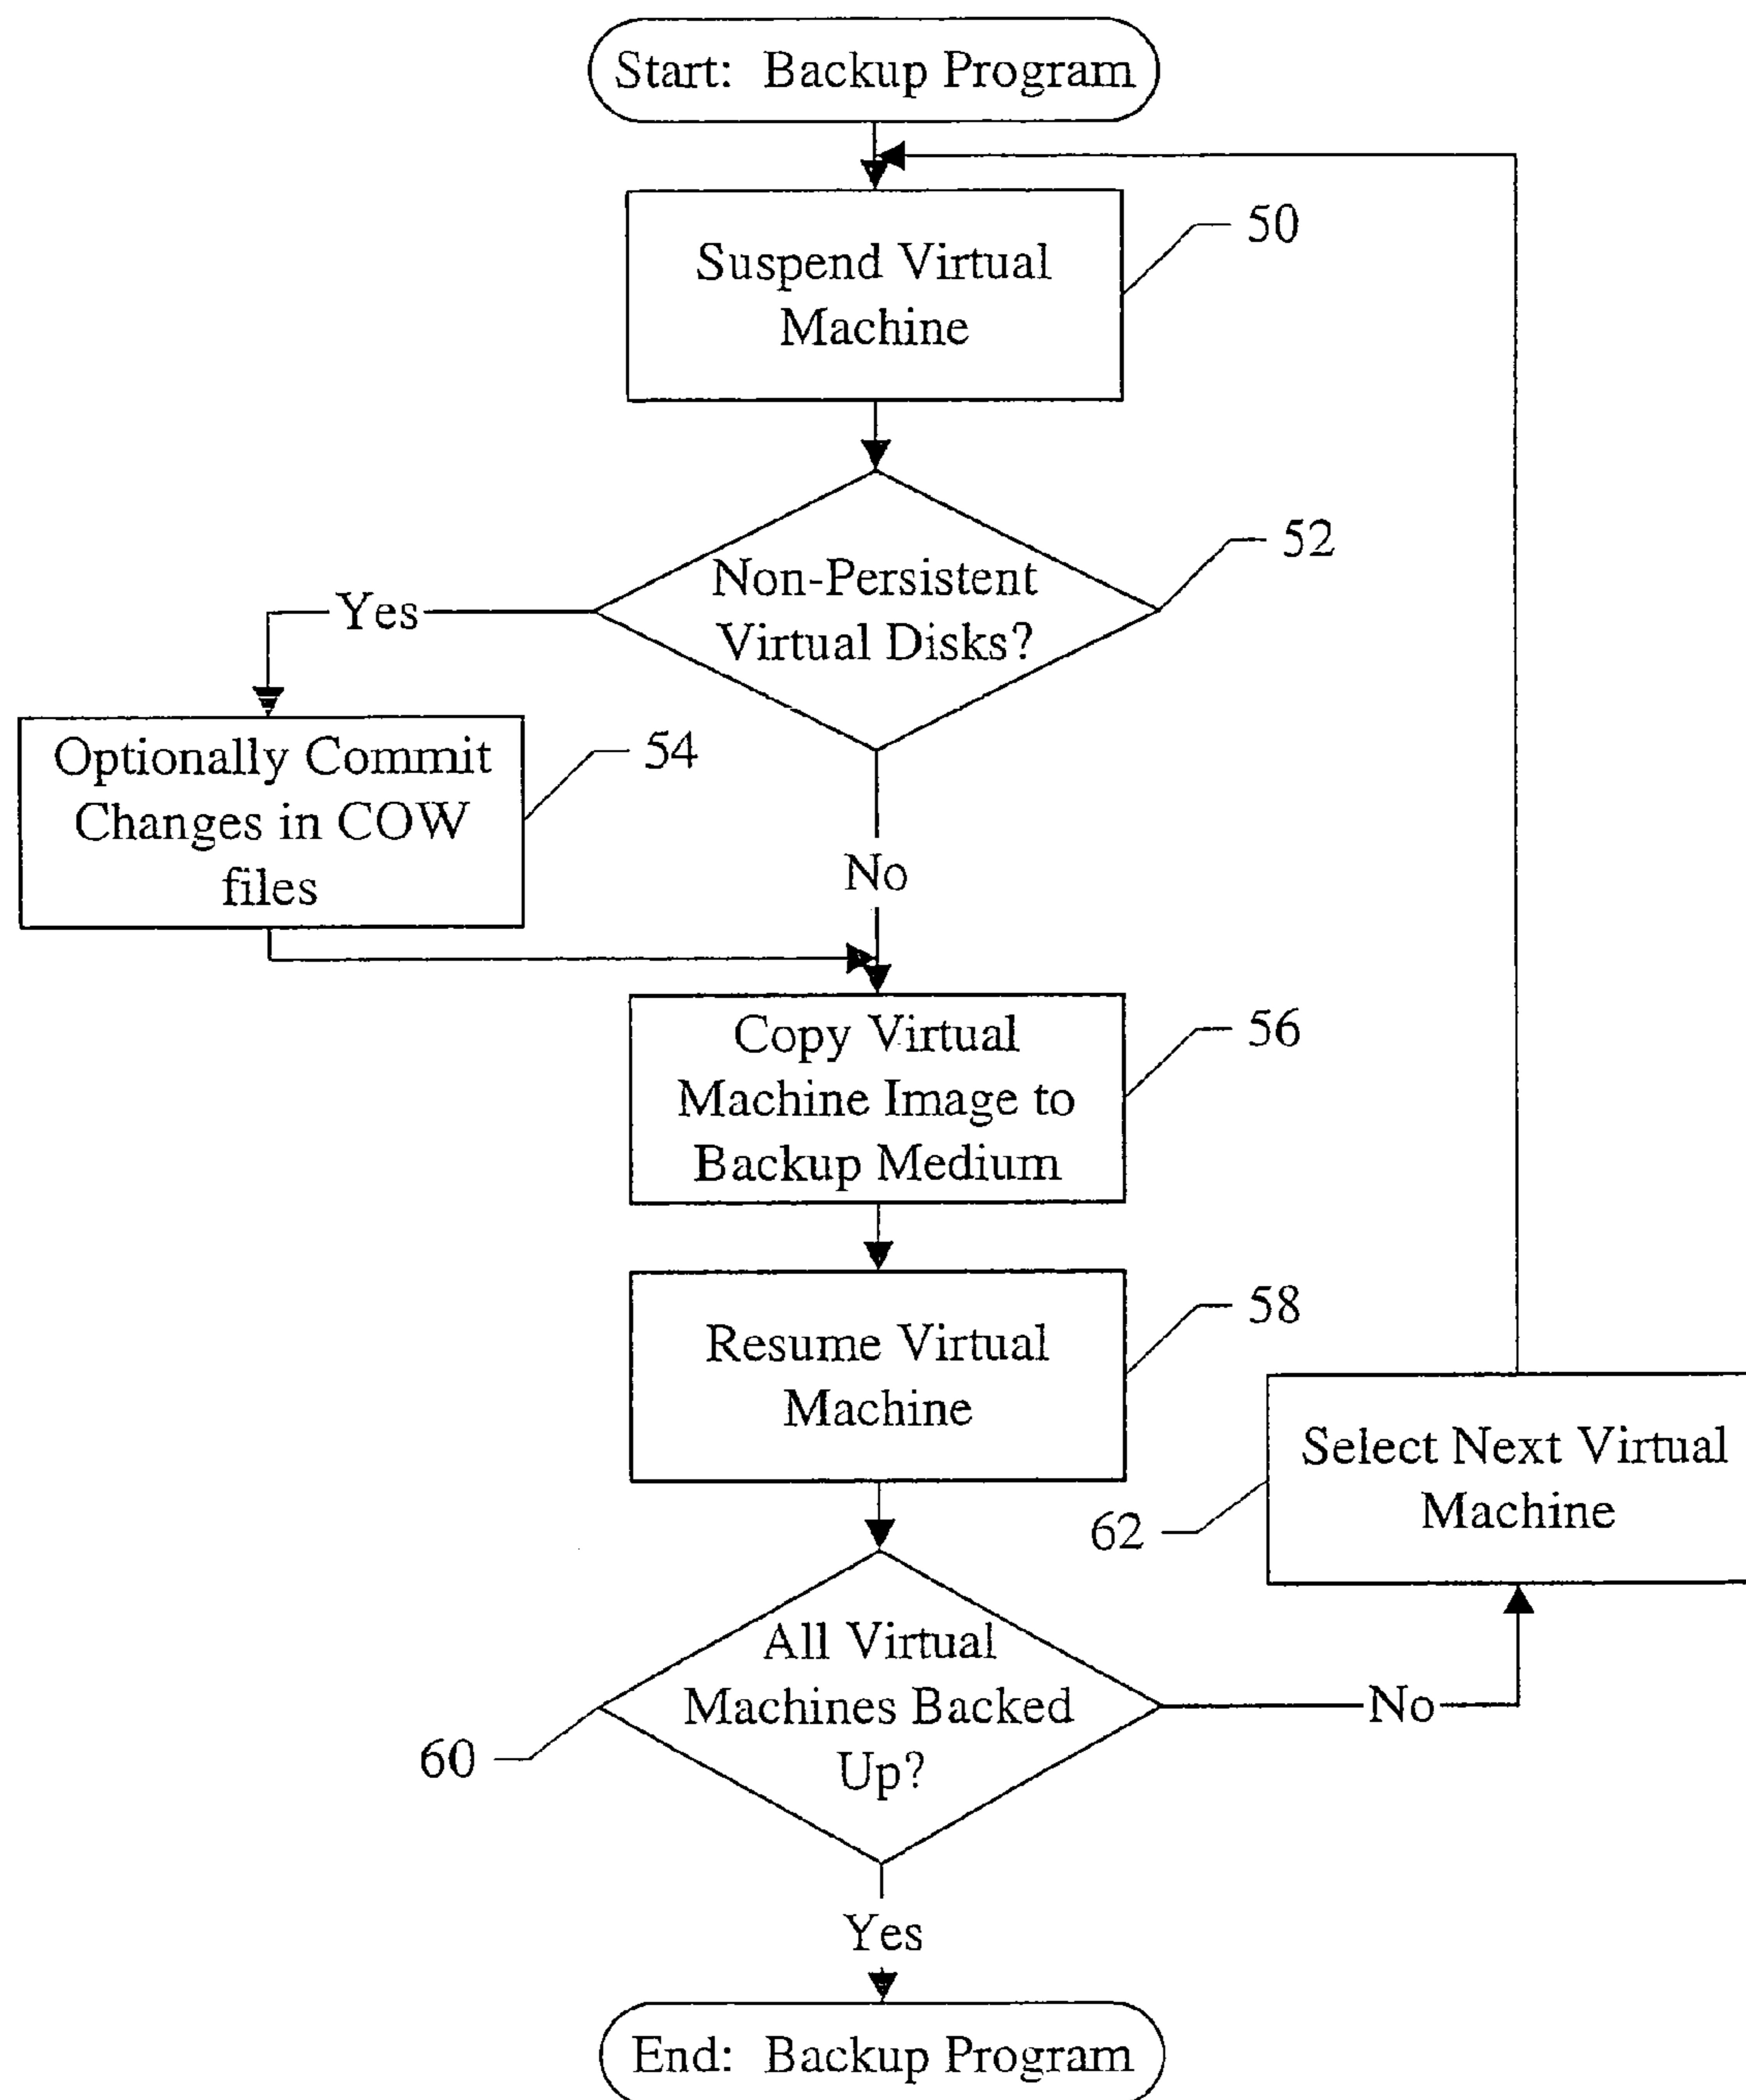 Start: Backup Program
50
Suspend Virtual
Machine
52
Non-Persistent
Virtual Disks?
Yes
54
Optionally Commit
Changes in COW
files
No
56
Copy Virtual
Machine Image to
Backup Medium
58
Resume Virtual
Machine
62
Select Next Virtual
Machine
60
All Virtual
Machines Backed
Up?
No
Yes
End: Backup Program